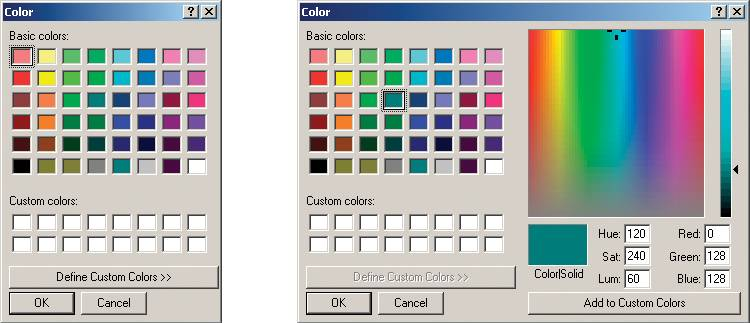 Color
Basic colors:
Custom colors:
Define Custom Colors >>
OK
Cancel
Color
Basic colors:
Custom colors:
Define Custom Colors >>
OK
Cancel
Color|Solid
Hue: 120
Sat: 240
Lum: 60
Red: 0
Green: 128
Blue: 128
Add to Custom Colors